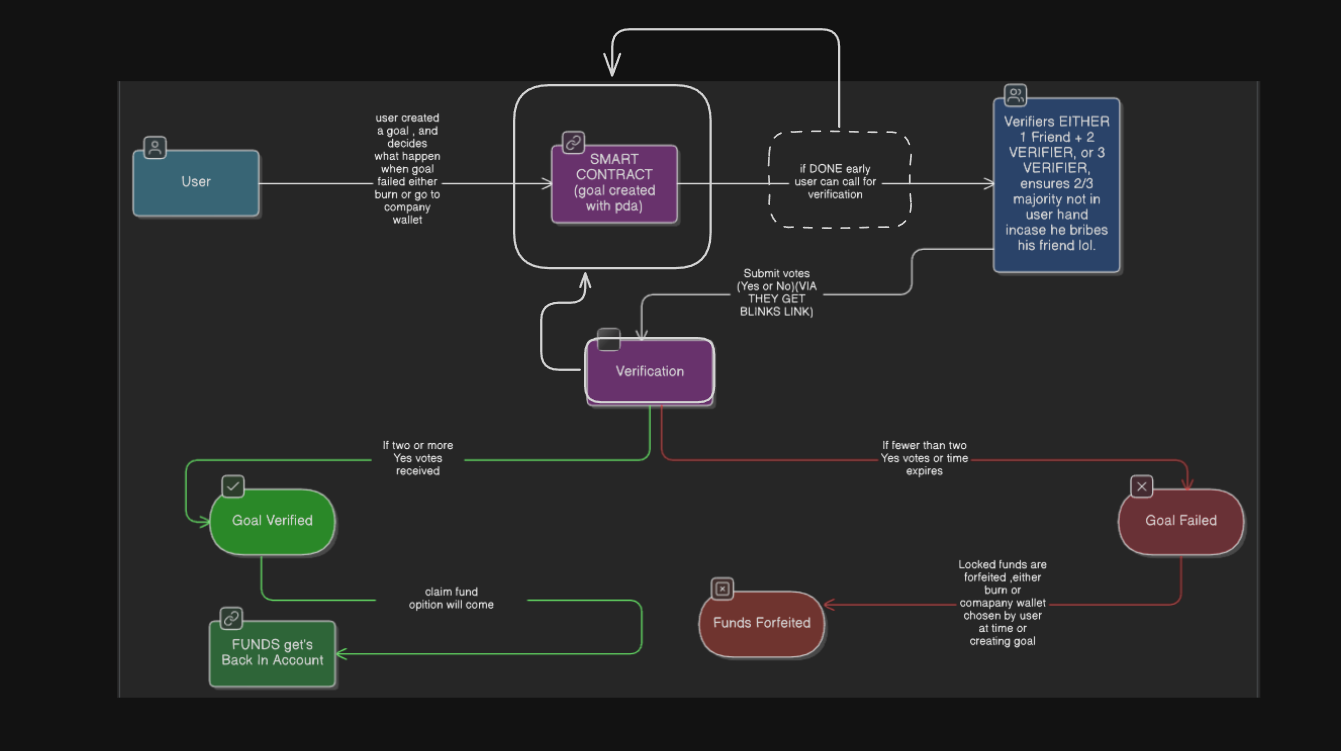 user created
a goal , and
decides
what happen
when goal
failed either
burn or go to
company
wallet
User
SMART
CONTRACT
(goal created
with pda)
if DONE early
user can call for
verification
Verifiers EITHER
1 Friend + 2
VERIFIER, or 3
VERIFIER,
ensures 2/3
majority not in
user hand
incase he bribes
his friend lol.
Submit votes
(Yes or No)(VIA
THEY GET
BLINKS LINK)
Verification
If two or more
Yes votes
received
If fewer than two
Yes votes or time
expires
Goal Verified
Goal Failed
claim fund
opition will come
Locked funds are
forfeited ,either
burn or
comapany wallet
chosen by user
at time or
creating goal
Funds Forfeited
FUNDS get's
Back In Account